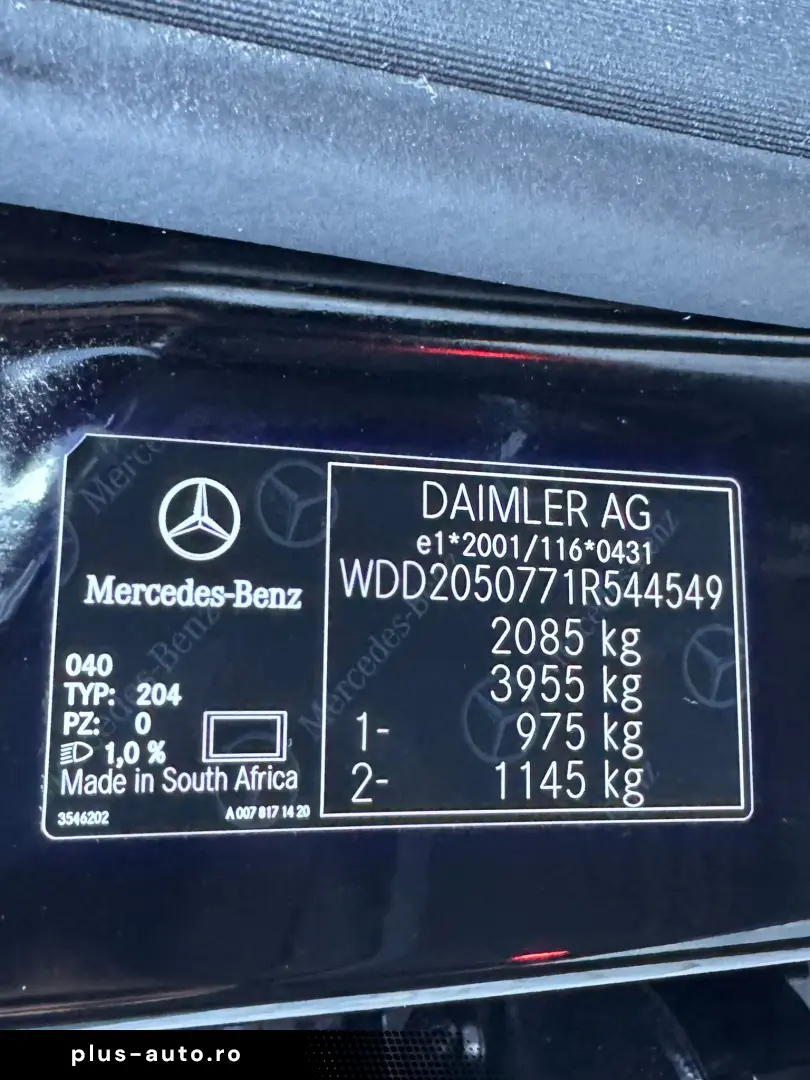 Mercedes-Benz
040
TYP: 204
PZ: 0
1,0 %
Made in South Africa
3546202
A 007 817 14 20
DAIMLER AG
e1*2001/116*0431
WDD2050771R544549
2085 kg
3955 kg
1- 975 kg
2- 1145 kg
plus-auto.ro